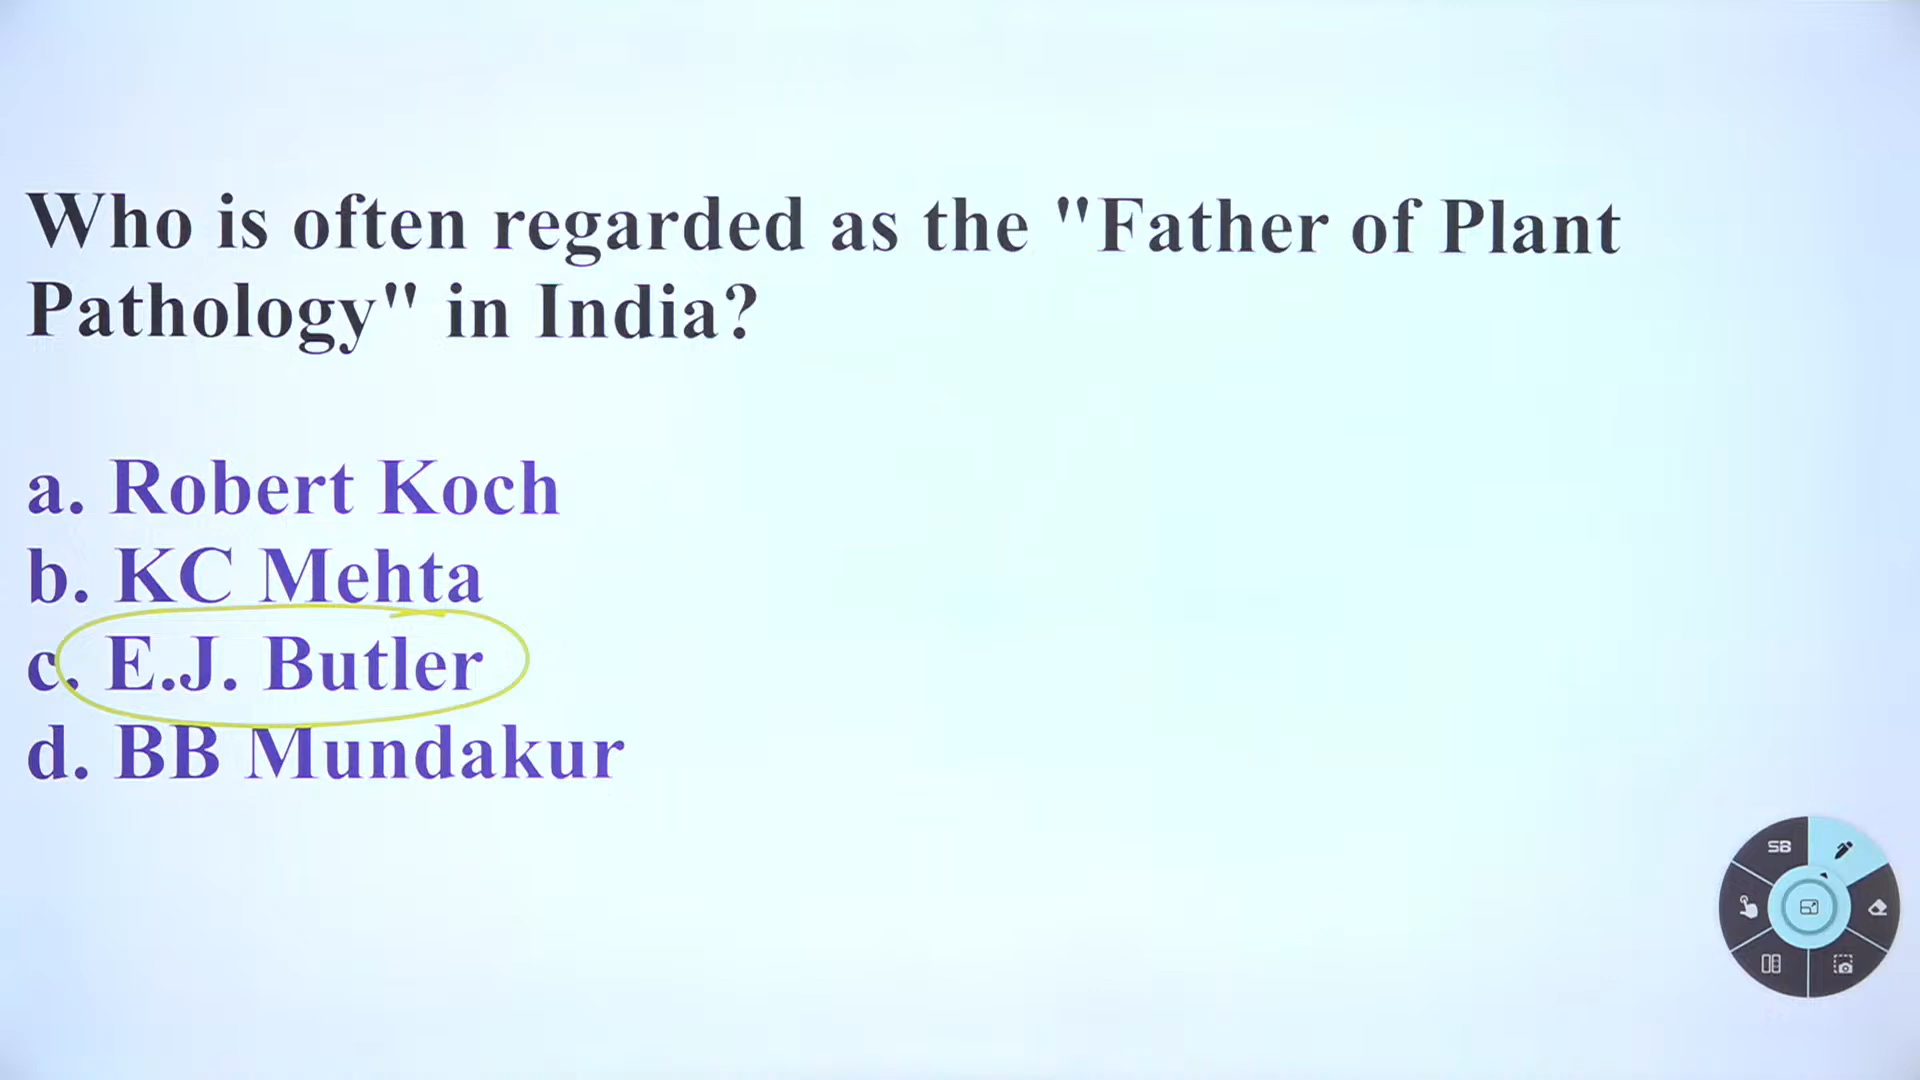 Who is often regarded as the "Father of Plant
Pathology" in India?
a. Robert Koch
b. KC Mehta
c. E.J. Butler
d. BB Mundakur
SB